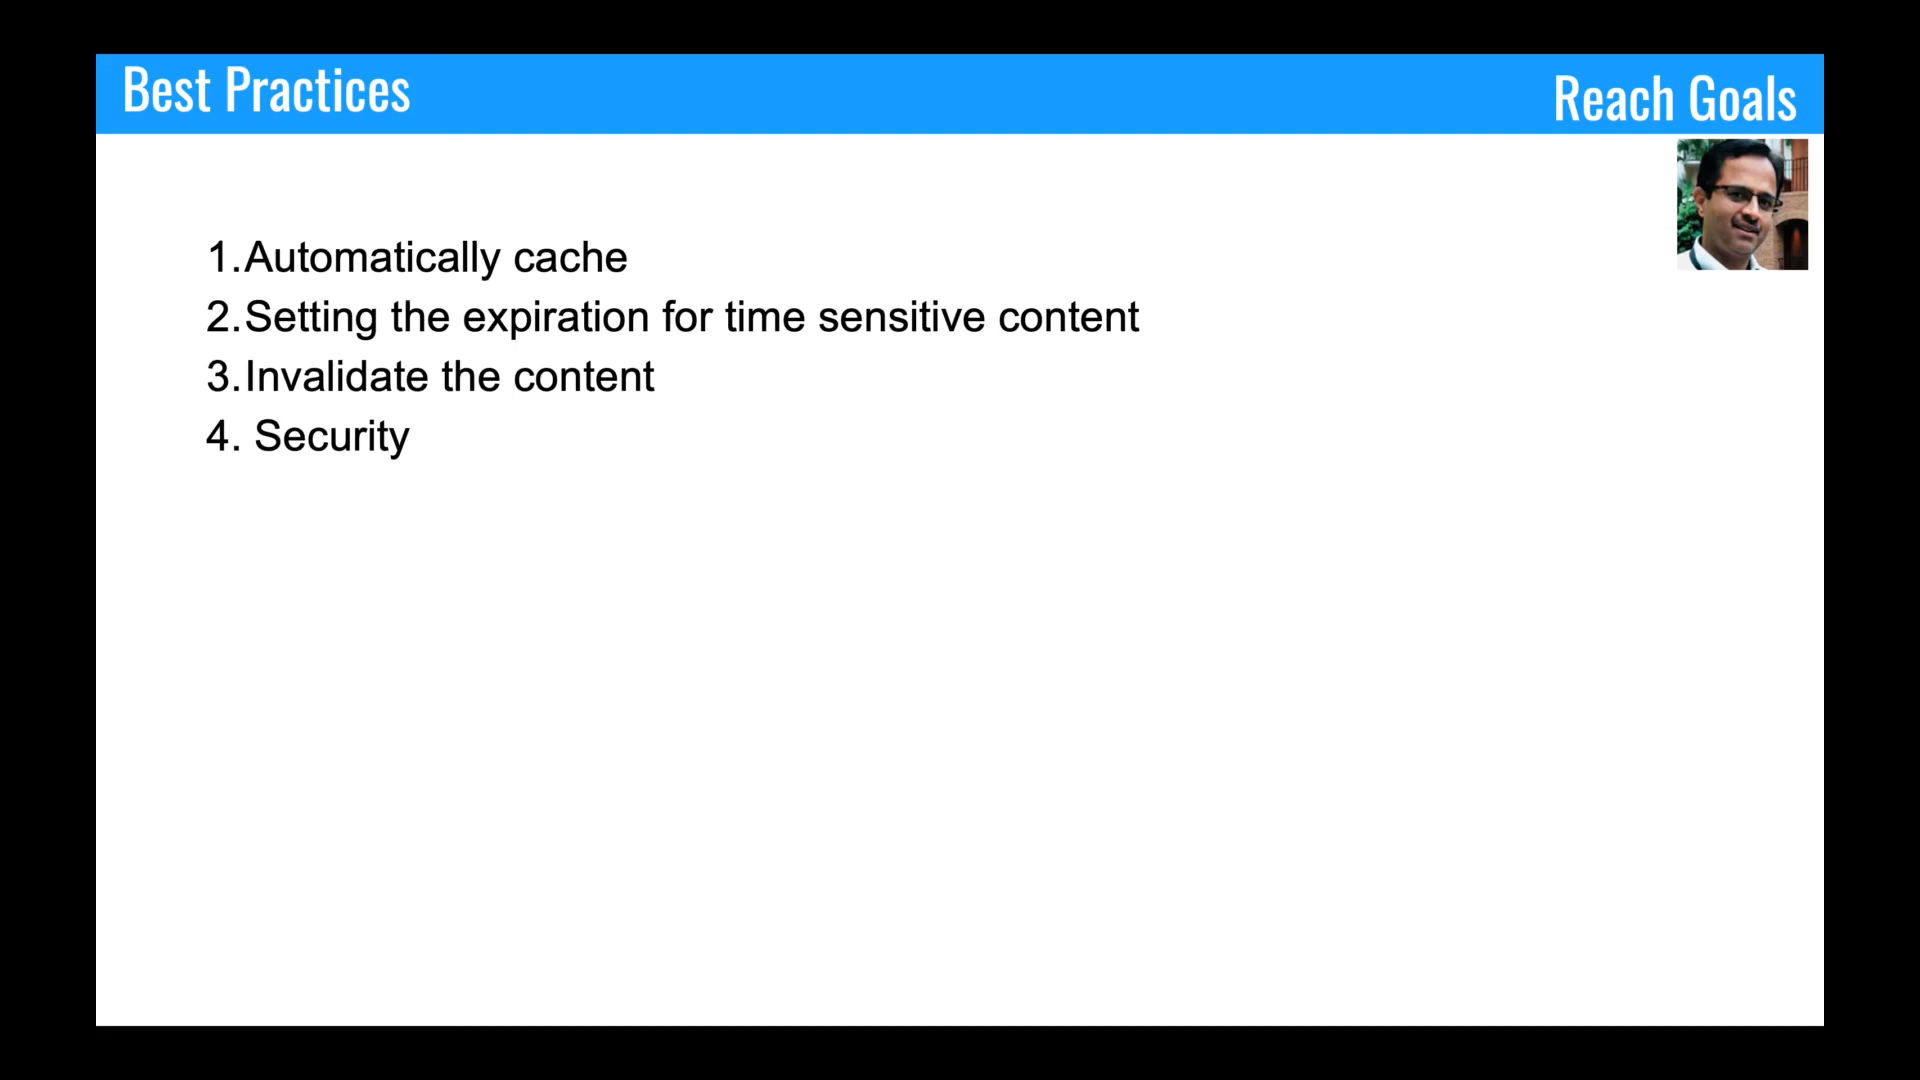 Best Practices
Reach Goals
1.Automatically cache
2.Setting the expiration for time sensitive content
3.Invalidate the content
4. Security